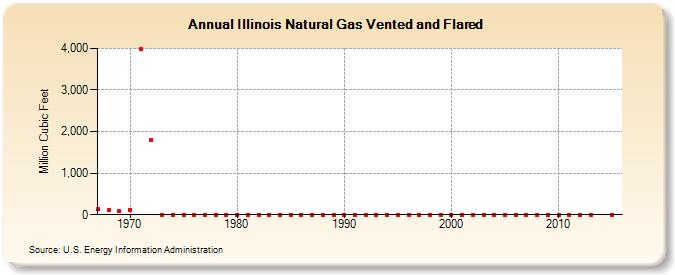 Annual Illinois Natural Gas Vented and Flared
Million Cubic Feet
4,000
3,000
2,000
1,000
0
1970 1980 1990 2000 2010
Source: U.S. Energy Information Administration